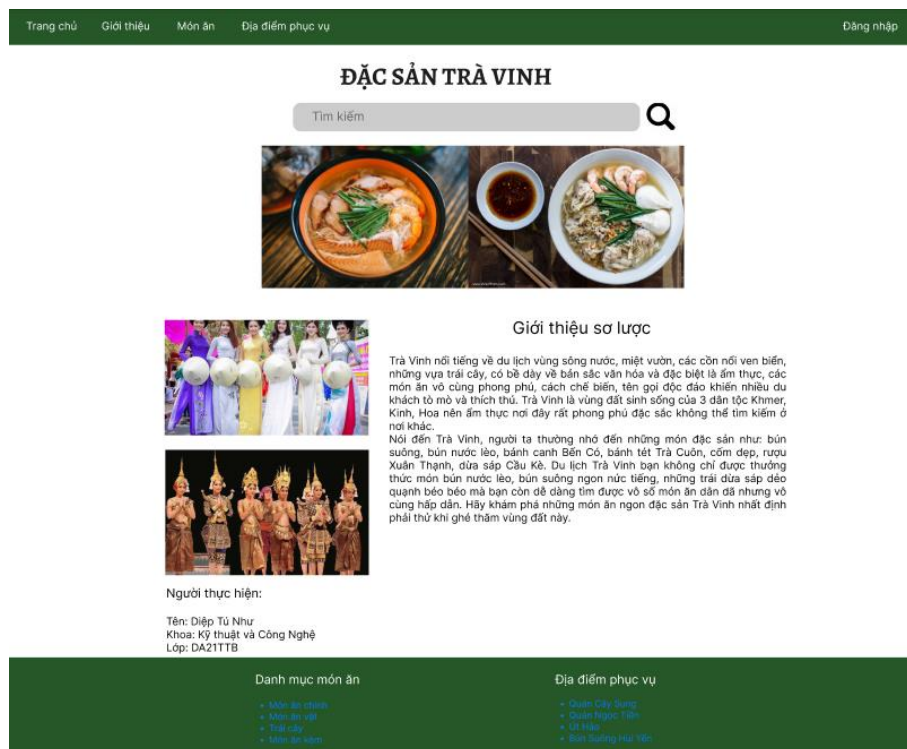 Trang chủ Giới thiệu Món ăn Địa điểm phục vụ Đăng nhập
ĐẶC SẢN TRÀ VINH
Tìm kiếm
Giới thiệu sơ lược
Trà Vinh nổi tiếng về du lịch vùng sông nước, miệt vườn, các cồn nổi ven biển,
những vựa trái cây, có bề dày về bản sắc văn hóa và đặc biệt là ẩm thực, các
món ăn vô cùng phong phú, cách chế biến, tên gọi độc đáo khiến nhiều du
khách tò mò và thích thú. Trà Vinh là vùng đất sinh sống của 3 dân tộc Khmer,
Kinh, Hoa nên ẩm thực nơi đây rất phong phú đặc sắc không thể tìm kiếm ở
nơi khác.
Nói đến Trà Vinh, người ta thường nhớ đến những món đặc sản như: bún
suông, bún nước lèo, bánh canh Bến Có, bánh tét Trà Cuôn, cốm dẹp, rượu
Xuân Thạnh, dừa sáp Cầu Kè. Du lịch Trà Vinh bạn không chỉ được thưởng
thức món bún nước lèo, bún suông ngon nức tiếng, những trái dừa sáp dẻo
quạnh béo béo mà bạn còn dễ dàng tìm được vô số món ăn dân dã nhưng vô
cùng hấp dẫn. Hãy khám phá những món ăn ngon đặc sản Trà Vinh nhất định
phải thử khi ghé thăm vùng đất này.
Người thực hiện:
Tên: Diệp Tú Như
Khoa: Kỹ thuật và Công Nghệ
Lớp: DA21TTB
Danh mục món ăn
Món ăn chính
Món ăn vặt
Trái cây
Món ăn kèm
Địa điểm phục vụ
Quán Cây Sung
Quán Ngọc Tiền
Út Hảo
Bún Suông Hai Yến